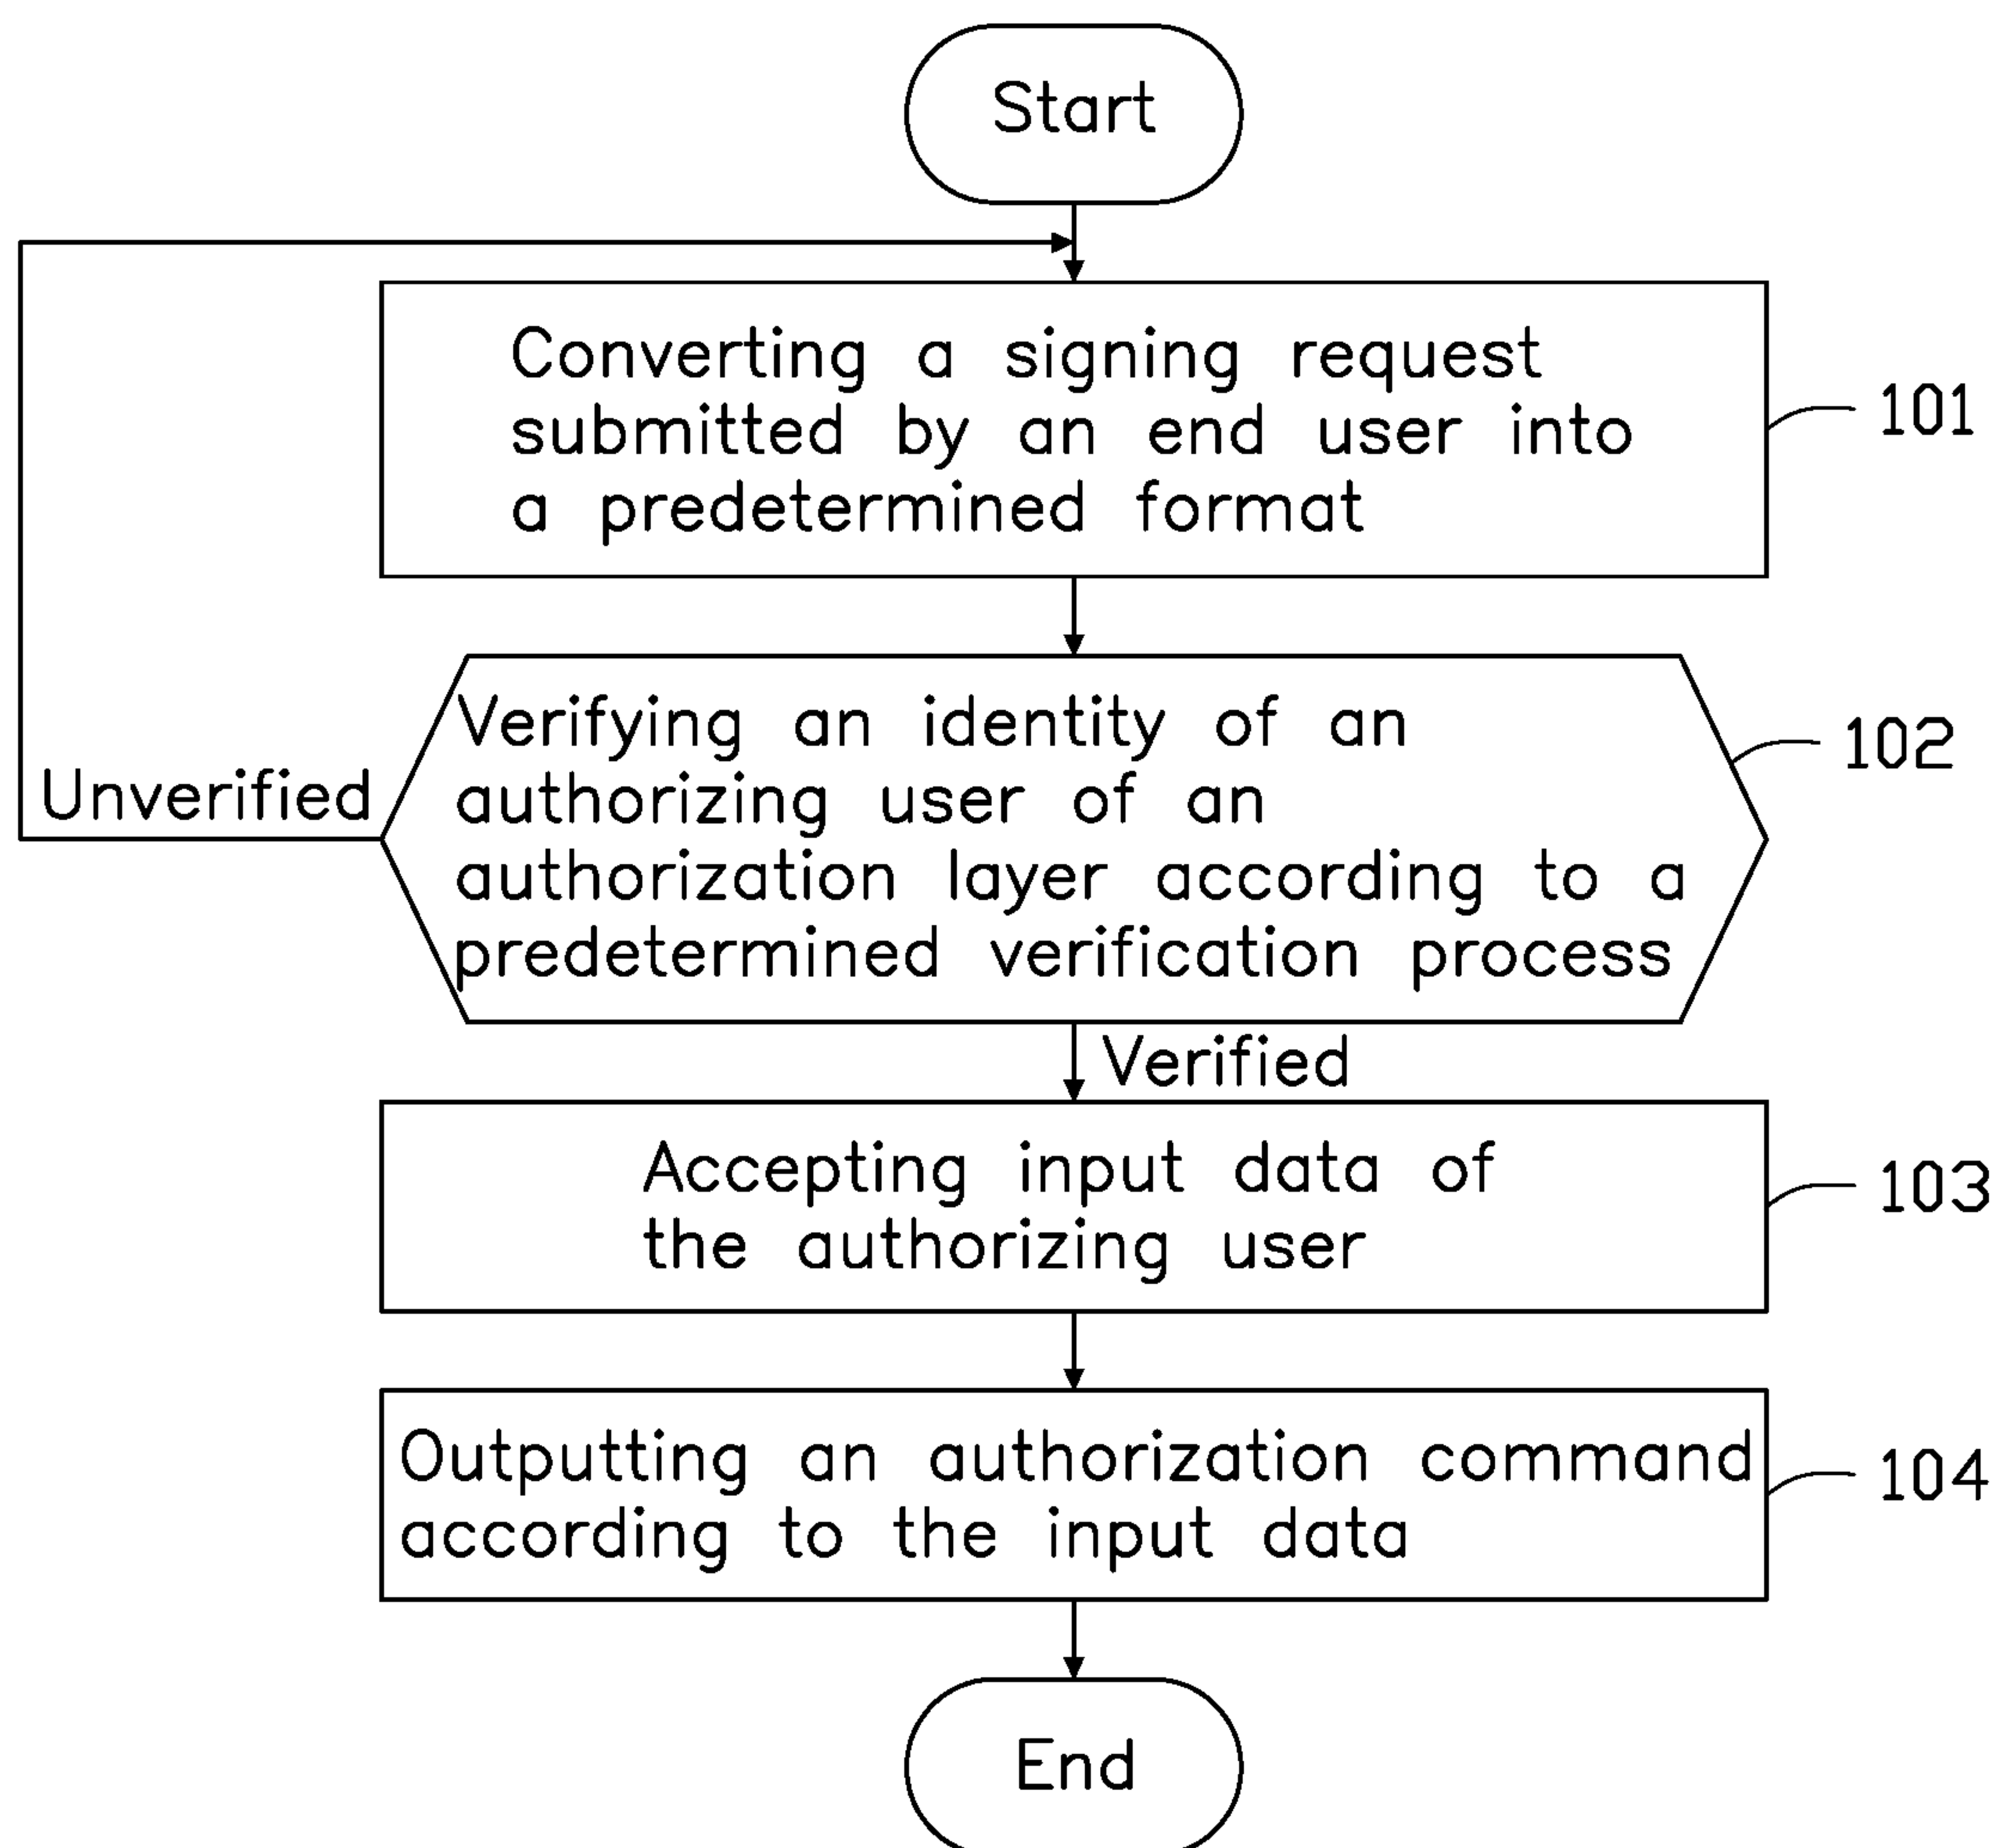 Start
Converting a signing request
submitted by an end user into
a predetermined format
101
Verifying an identity of an
authorizing user of an
authorization layer according to a
predetermined verification process
102
Unverified
Verified
Accepting input data of
the authorizing user
103
Outputting an authorization command
according to the input data
104
End